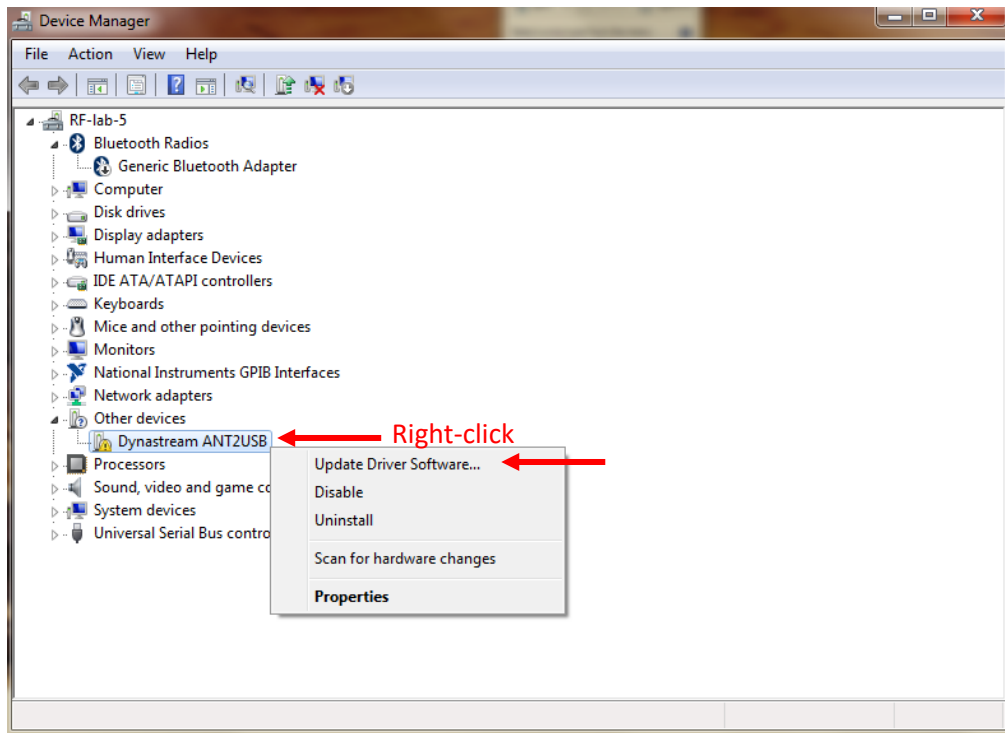 Device Manager
File Action View Help
RF-lab-5
Bluetooth Radios
Generic Bluetooth Adapter
Computer
Disk drives
Display adapters
Human Interface Devices
IDE ATA/ATAPI controllers
Keyboards
Mice and other pointing devices
Monitors
National Instruments GPIB Interfaces
Network adapters
Other devices
Dynastream ANT2USB Right-click
Processors
Sound, video and game co
System devices
Universal Serial Bus contro
Update Driver Software...
Disable
Uninstall
Scan for hardware changes
Properties